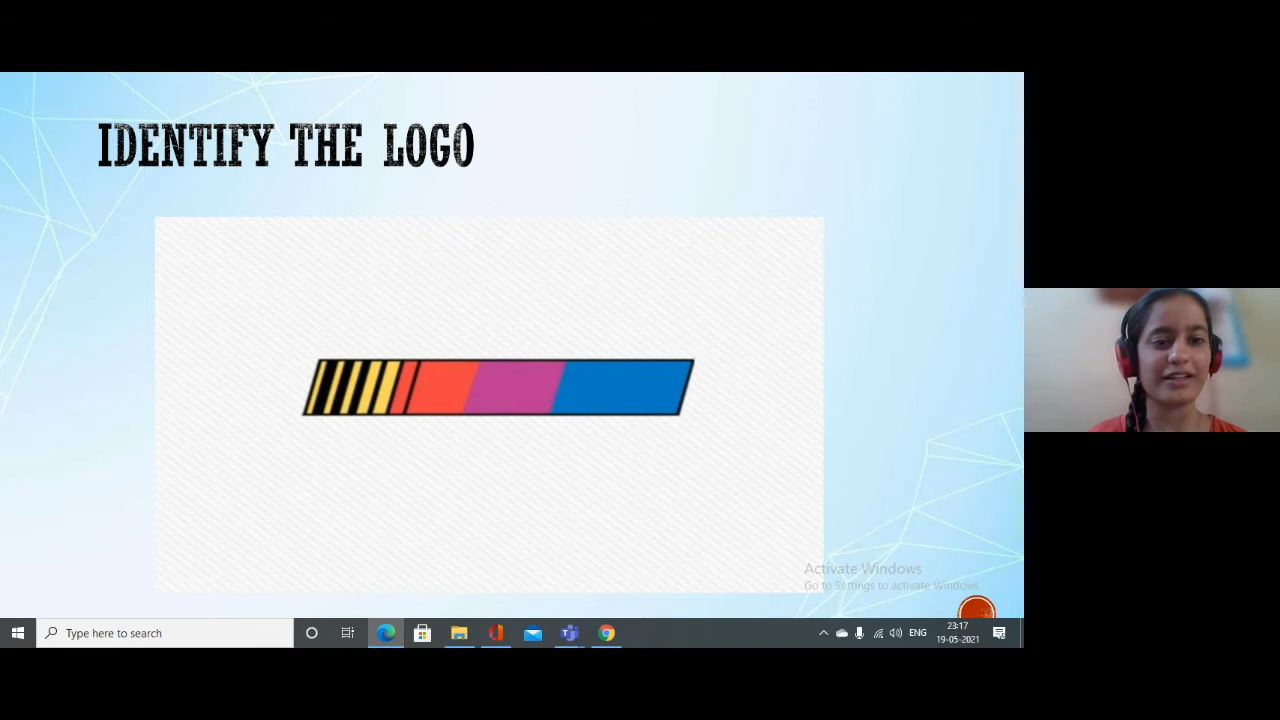 IDENTIFY THE LOGO
Activate Windows
Go to Settings to activate Windows
Type here to search
ENG
23:17
19-05-2021